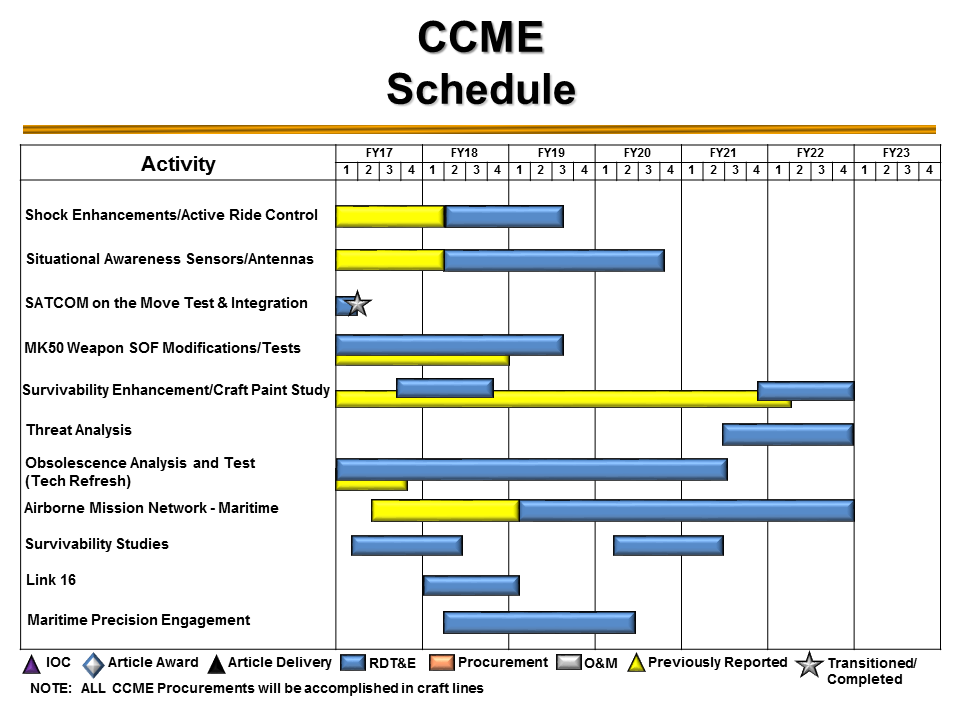 CCME
Schedule
Activity
FY17 FY18 FY19 FY20 FY21 FY22 FY23
1 2 3 4 1 2 3 4 1 2 3 4 1 2 3 4 1 2 3 4 1 2 3 4 1 2 3 4
Shock Enhancements/Active Ride Control
Situational Awareness Sensors/Antennas
SATCOM on the Move Test & Integration
MK50 Weapon SOF Modifications/Tests
Survivability Enhancement/Craft Paint Study
Threat Analysis
Obsolescence Analysis and Test
(Tech Refresh)
Airborne Mission Network - Maritime
Survivability Studies
Link 16
Maritime Precision Engagement
IOC Article Award Article Delivery RDT&E Procurement O&M Previously Reported Transitioned/
Completed
NOTE: ALL CCME Procurements will be accomplished in craft lines